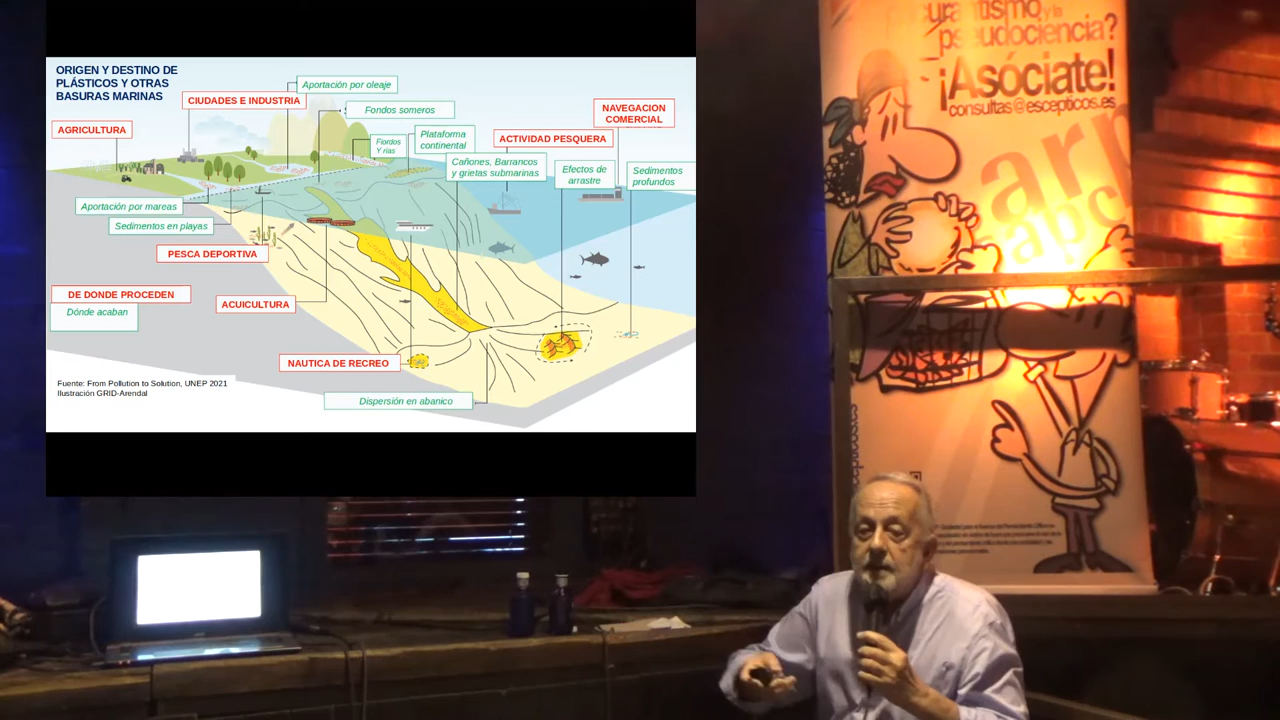 ORIGEN Y DESTINO DE
PLÁSTICOS Y OTRAS
BASURAS MARINAS
Aportación por oleaje
CIUDADES E INDUSTRIA
Fondos someros
NAVEGACION
COMERCIAL
AGRICULTURA
Fiordos
Y rias
Plataforma
continental
ACTIVIDAD PESQUERA
Cañones, Barrancos
y grietas submarinas
Efectos de
arrastre
Sedimentos
profundos
Aportación por mareas
Sedimentos en playas
PESCA DEPORTIVA
DE DONDE PROCEDEN
Dónde acaban
ACUICULTURA
NAUTICA DE RECREO
Fuente: From Pollution to Solution, UNEP 2021
Ilustración GRID-Arendal
Dispersión en abanico
y la
pseudociencia?
¡Asóciate!
consultas@escepticos.es
arp
sapc